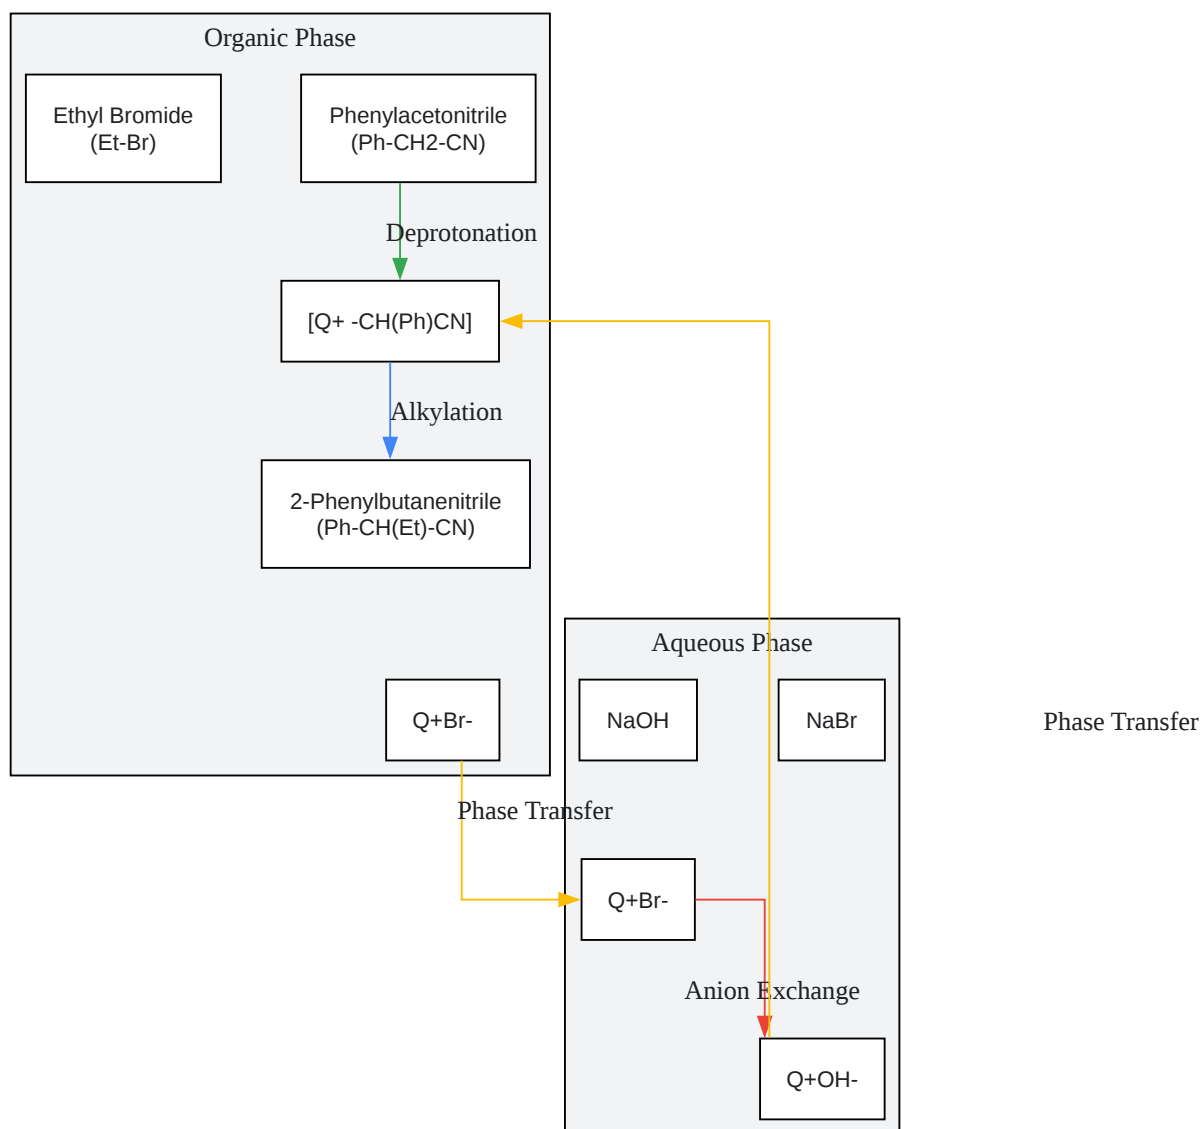 Organic Phase
Ethyl Bromide
(Et-Br)
Phenylacetonitrile
(Ph-CH2-CN)
Deprotonation
[Q+ -CH(Ph)CN]
Alkylation
2-Phenylbutanenitrile
(Ph-CH(Et)-CN)
Aqueous Phase
Q+Br-
NaOH
NaBr
Phase Transfer
Phase Transfer
Q+Br-
Anion Exchange
Q+OH-